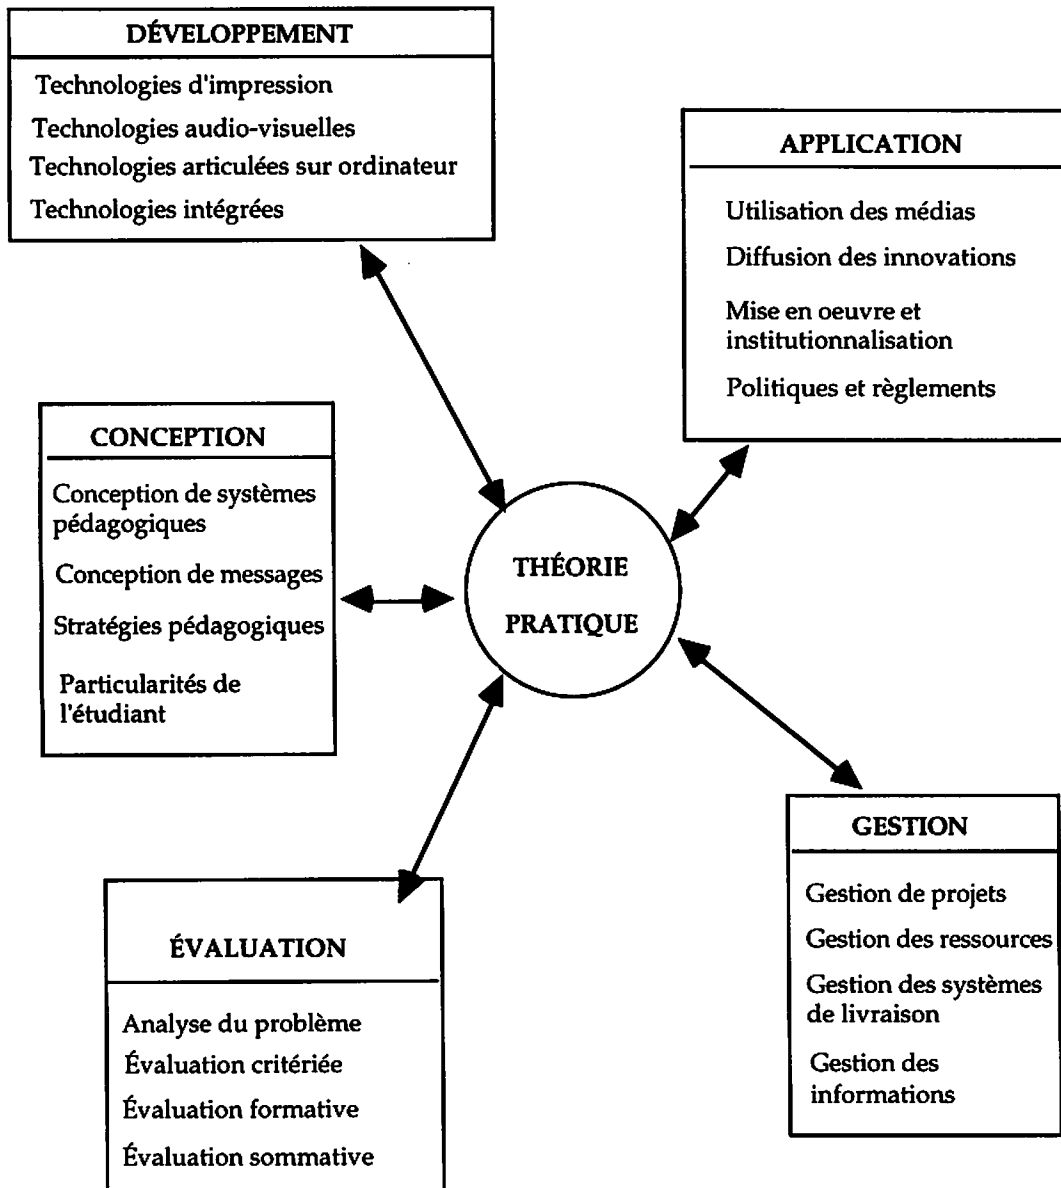 DÉVELOPPEMENT
Technologies d'impression
Technologies audio-visuelles
Technologies articulées sur ordinateur
Technologies intégrées
APPLICATION
Utilisation des médias
Diffusion des innovations
Mise en oeuvre et
institutionnalisation
Politiques et règlements
CONCEPTION
Conception de systèmes
pédagogiques
Conception de messages
Stratégies pédagogiques
Particularités de
l'étudiant
THÉORIE
PRATIQUE
GESTION
Gestion de projets
Gestion des ressources
Gestion des systèmes
de livraison
Gestion des
informations
ÉVALUATION
Analyse du problème
Évaluation critériée
Évaluation formative
Évaluation sommative